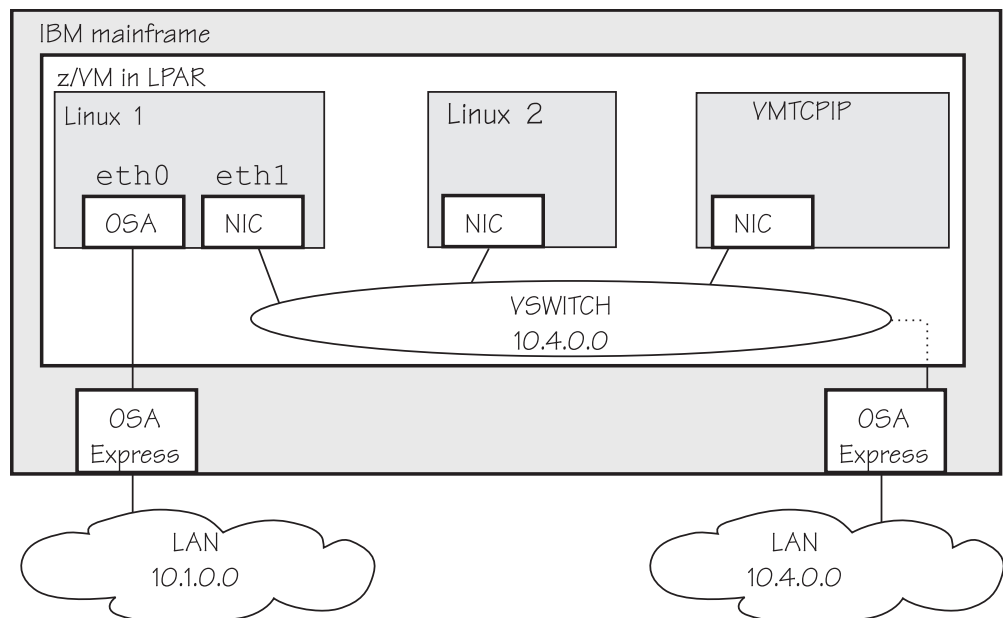 IBM mainframe
z/VM in LPAR
Linux 1
Linux 2
VMTCPIP
eth0 eth1
OSA
NIC
NIC
NIC
VSWITCH
10.4.0.0
OSA
Express
OSA
Express
LAN
10.1.0.0
LAN
10.4.0.0